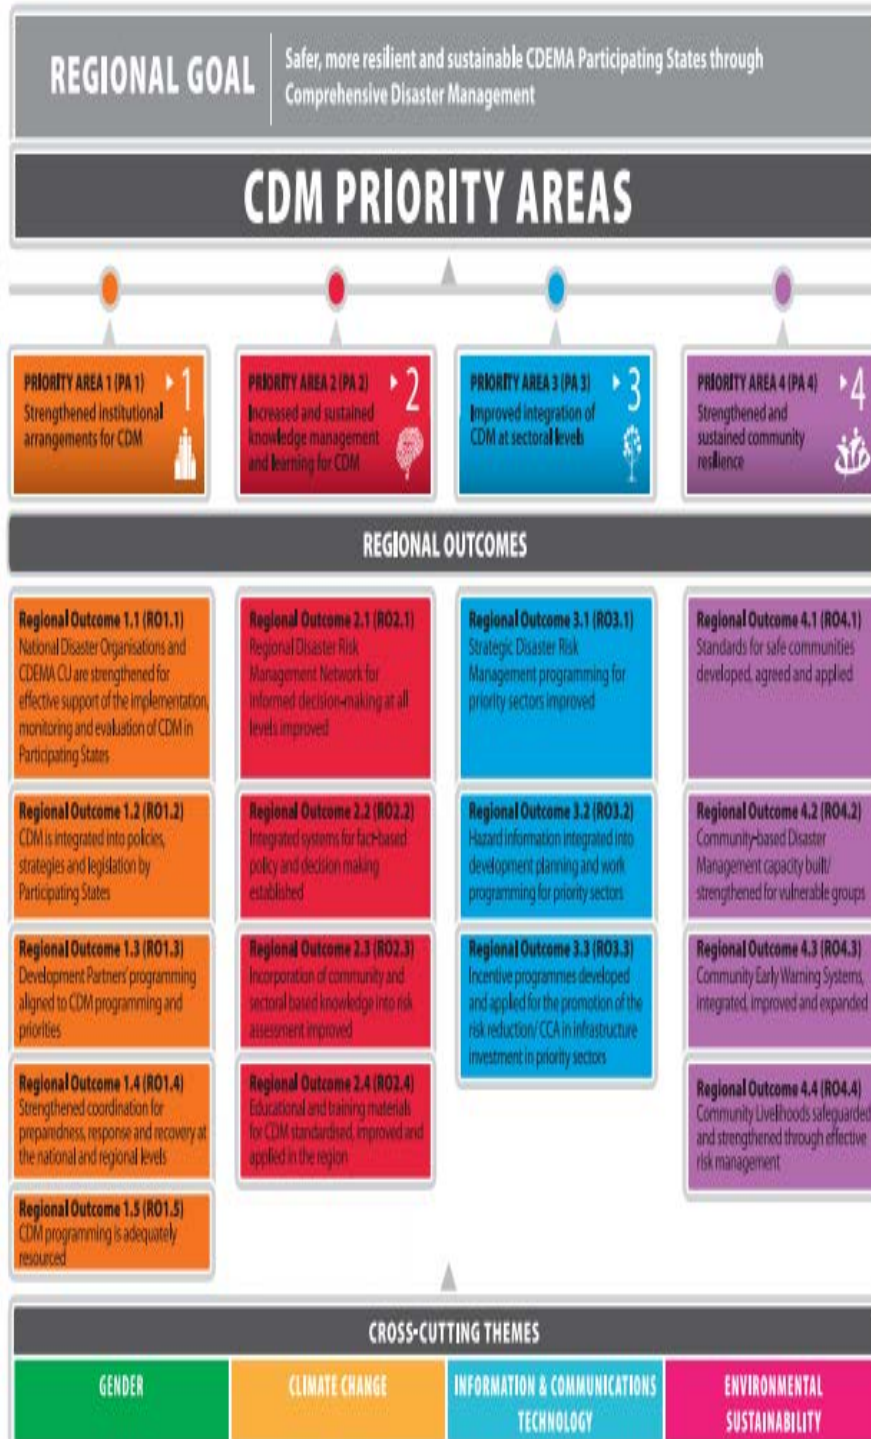 REGIONAL GOAL
Safer, more resilient and sustainable CDEMA Participating States through
Comprehensive Disaster Management
CDM PRIORITY AREAS
PRIORITY AREA 1 (PA 1)
1
Strengthened institutional
arrangements for CDM
PRIORITY AREA 2 (PA 2)
2
Increased and sustained
knowledge management
and learning for CDM
PRIORITY AREA 3 (PA 3)
3
Improved integration of
CDM at sectoral levels
PRIORITY AREA 4 (PA 4)
4
Strengthened and
sustained community
resilience
REGIONAL OUTCOMES
Regional Outcome 1.1 (RO1.1)
National Disaster Organisations and
CDEMA CU are strengthened for
effective support of the implementation,
monitoring and evaluation of CDM in
Participating States
Regional Outcome 1.2 (RO1.2)
CDM is integrated into policies,
strategies and legislation by
Participating States
Regional Outcome 1.3 (RO1.3)
Development Partners' programming
aligned to CDM programming and
priorities
Regional Outcome 1.4 (RO1.4)
Strengthened coordination for
preparedness, response and recovery at
the national and regional levels
Regional Outcome 1.5 (RO1.5)
CDM programming is adequately
resourced
Regional Outcome 2.1 (RO2.1)
Regional Disaster Risk
Management Network for
informed decision-making at all
levels improved
Regional Outcome 2.2 (RO2.2)
Integrated systems for fact-based
policy and decision making
established
Regional Outcome 2.3 (RO2.3)
Incorporation of community and
sectoral based knowledge into risk
assessment improved
Regional Outcome 2.4 (RO2.4)
Educational and training materials
for CDM standardised, improved and
applied in the region
Regional Outcome 3.1 (RO3.1)
Strategic Disaster Risk
Management programming for
priority sectors improved
Regional Outcome 3.2 (RO3.2)
Hazard information integrated into
development planning and work
programming for priority sectors
Regional Outcome 3.3 (RO3.3)
Incentive programmes developed
and applied for the promotion of the
risk reduction/ CCA in infrastructure
investment in priority sectors
Regional Outcome 4.1 (RO4.1)
Standards for safe communities
developed, agreed and applied
Regional Outcome 4.2 (RO4.2)
Community-based Disaster
Management capacity built/
strengthened for vulnerable groups
Regional Outcome 4.3 (RO4.3)
Community Early Warning Systems,
integrated, improved and expanded
Regional Outcome 4.4 (RO4.4)
Community Livelihoods safeguarded
and strengthened through effective
risk management
CROSS-CUTTING THEMES
GENDER
CLIMATE CHANGE
INFORMATION & COMMUNICATIONS
TECHNOLOGY
ENVIRONMENTAL
SUSTAINABILITY